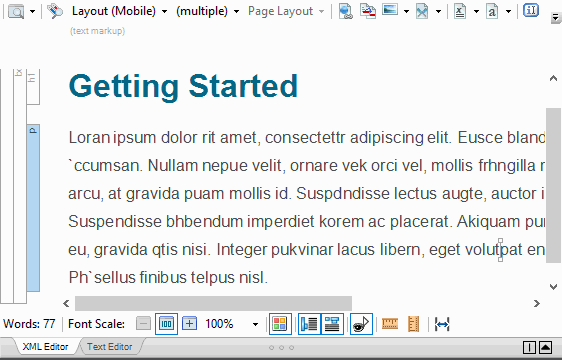 Layout (Mobile) (multiple) Page Layout
(text markup)
Getting Started
Loran ipsum dolor rit amet, consectettr adipiscing elit. Eusce bland
`ccumsan. Nullam nepue velit, ornare vek orci vel, mollis frhngilla r
arcu, at gravida puam mollis id. Suspdndisse lectus augte, auctor i
Suspendisse bhbendum imperdiet korem ac placerat. Akiquam pur
eu, gravida qtis nisi. Integer pukvinar lacus libern, eget volutpat en
Ph`sellus finibus telpus nisl.
p
Words: 77 Font Scale: 100 100%
XML Editor Text Editor